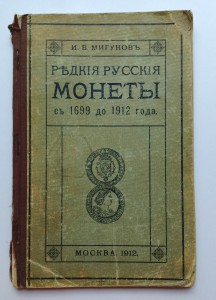 И. В. МИГУНОВЪ.
РѢДКІЯ РУССКІЯ
МОНЕТЫ
съ 1699 до 1912 года.
МОСКВА, 1912.